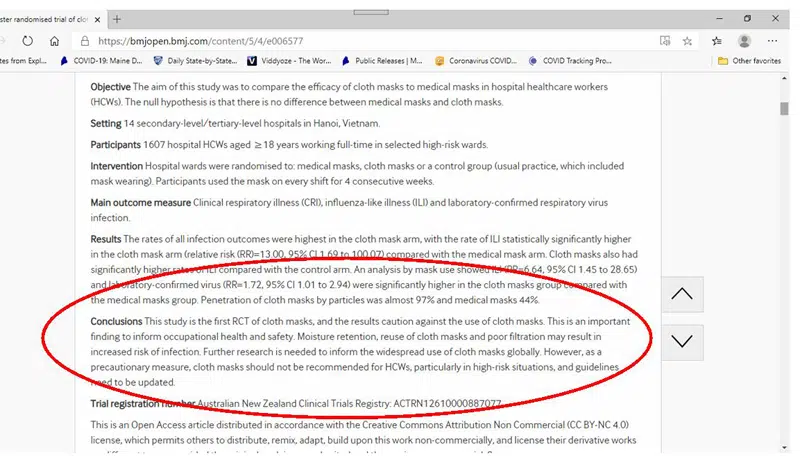 ster randomised trial of clot
https://bmjopen.bmj.com/content/5/4/e006577
tes from Explo... COVID-19: Maine D... Daily State-by-State... Viddyoze - The Wor... Public Releases | M... Coronavirus COVID... COVID Tracking Pro... Other favorites
Objective The aim of this study was to compare the efficacy of cloth masks to medical masks in hospital healthcare workers
(HCWs). The null hypothesis is that there is no difference between medical masks and cloth masks.
Setting 14 secondary-level/tertiary-level hospitals in Hanoi, Vietnam.
Participants 1607 hospital HCWs aged ≥18 years working full-time in selected high-risk wards.
Intervention Hospital wards were randomised to: medical masks, cloth masks or a control group (usual practice, which included
mask wearing). Participants used the mask on every shift for 4 consecutive weeks.
Main outcome measure Clinical respiratory illness (CRI), influenza-like illness (ILI) and laboratory-confirmed respiratory virus
infection.
Results The rates of all infection outcomes were highest in the cloth mask arm, with the rate of ILI statistically significantly higher
in the cloth mask arm (relative risk (RR)=13.00, 95% CI 1.69 to 100.07) compared with the medical mask arm. Cloth masks also had
significantly higher rates of ILI compared with the control arm. An analysis by mask use showed ILI (RR=6.64, 95% CI 1.45 to 28.65)
and laboratory-confirmed virus (RR=1.72, 95% CI 1.01 to 2.94) were significantly higher in the cloth masks group compared with
the medical masks group. Penetration of cloth masks by particles was almost 97% and medical masks 44%.
Conclusions This study is the first RCT of cloth masks, and the results caution against the use of cloth masks. This is an important
finding to inform occupational health and safety. Moisture retention, reuse of cloth masks and poor filtration may result in
increased risk of infection. Further research is needed to inform the widespread use of cloth masks globally. However, as a
precautionary measure, cloth masks should not be recommended for HCWs, particularly in high-risk situations, and guidelines
need to be updated.
Trial registration number Australian New Zealand Clinical Trials Registry: ACTRN12610000887077.
This is an Open Access article distributed in accordance with the Creative Commons Attribution Non Commercial (CC BY-NC 4.0)
license, which permits others to distribute, remix, adapt, build upon this work non-commercially, and license their derivative works